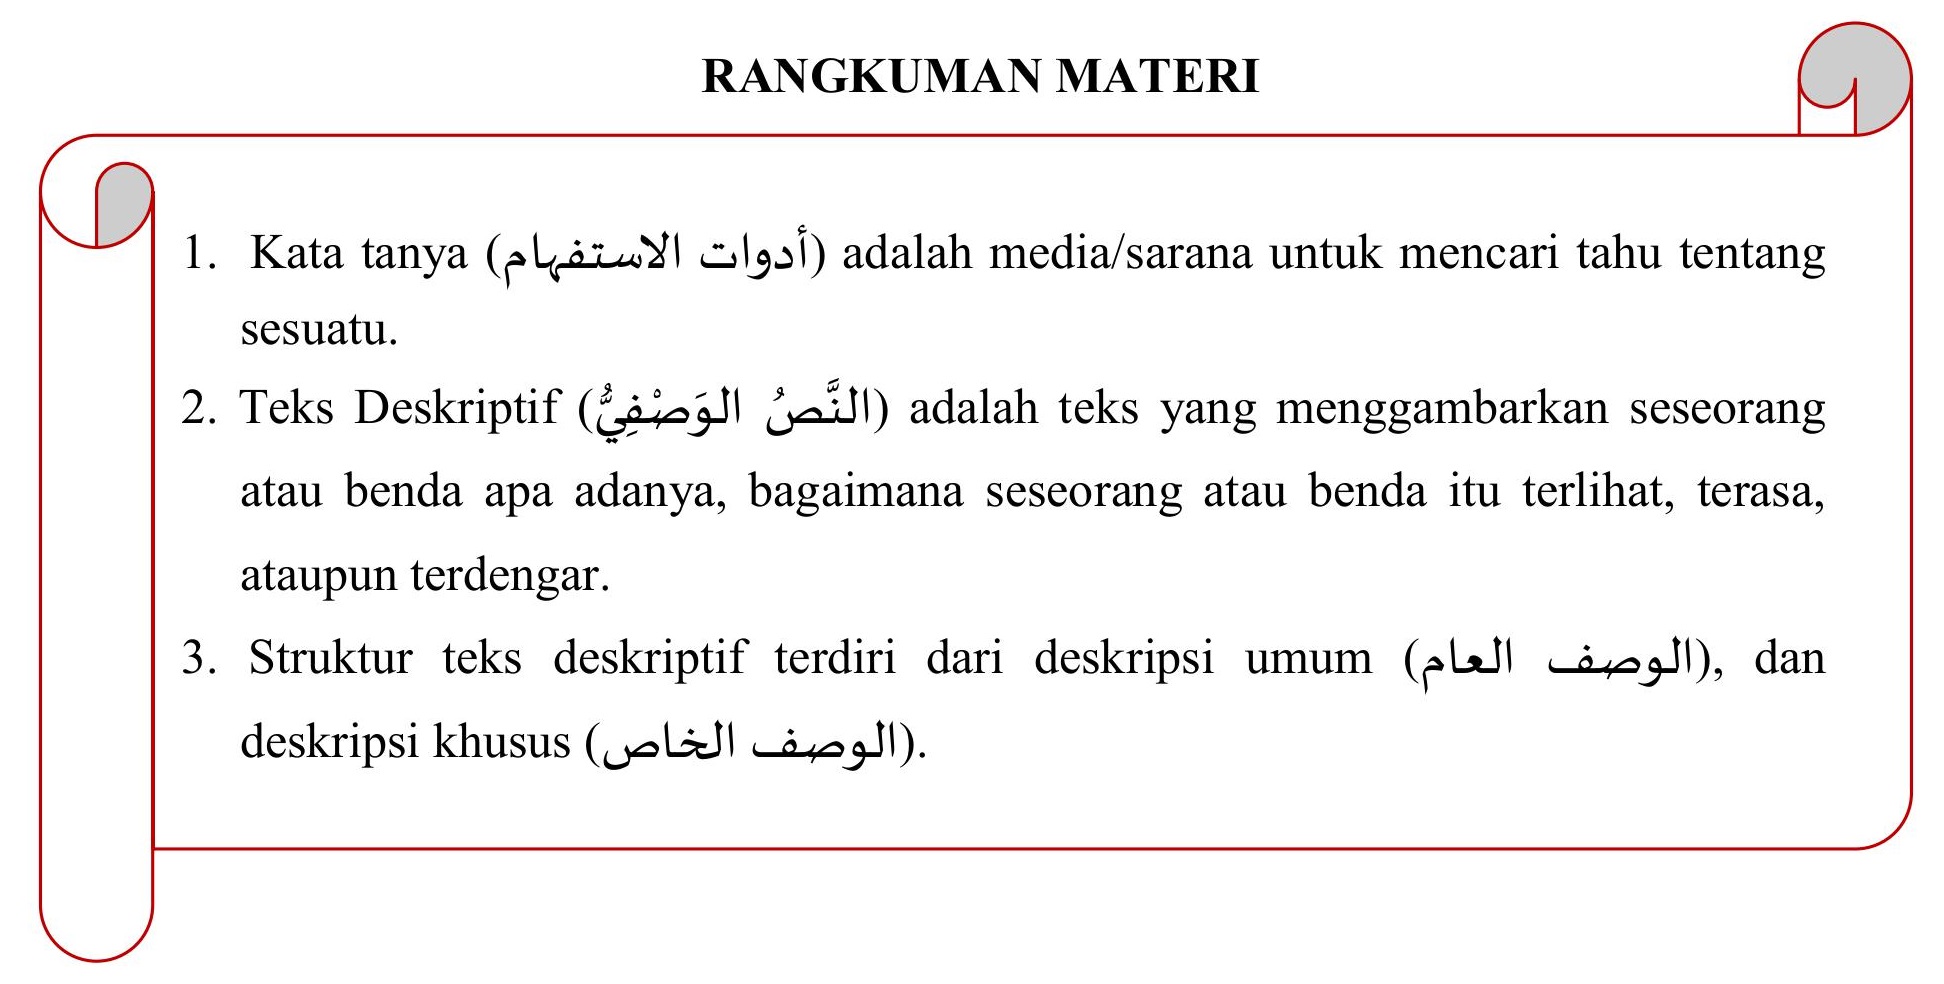 RANGKUMAN MATERI
1. Kata tanya (أدوات الاستفهام) adalah media/sarana untuk mencari tahu tentang
sesuatu.
2. Teks Deskriptif (النَّصُ الوَصْفِيُّ) adalah teks yang menggambarkan seseorang
atau benda apa adanya, bagaimana seseorang atau benda itu terlihat, terasa,
ataupun terdengar.
3. Struktur teks deskriptif terdiri dari deskripsi umum (الوصف العام), dan
deskripsi khusus (الوصف الخاص).